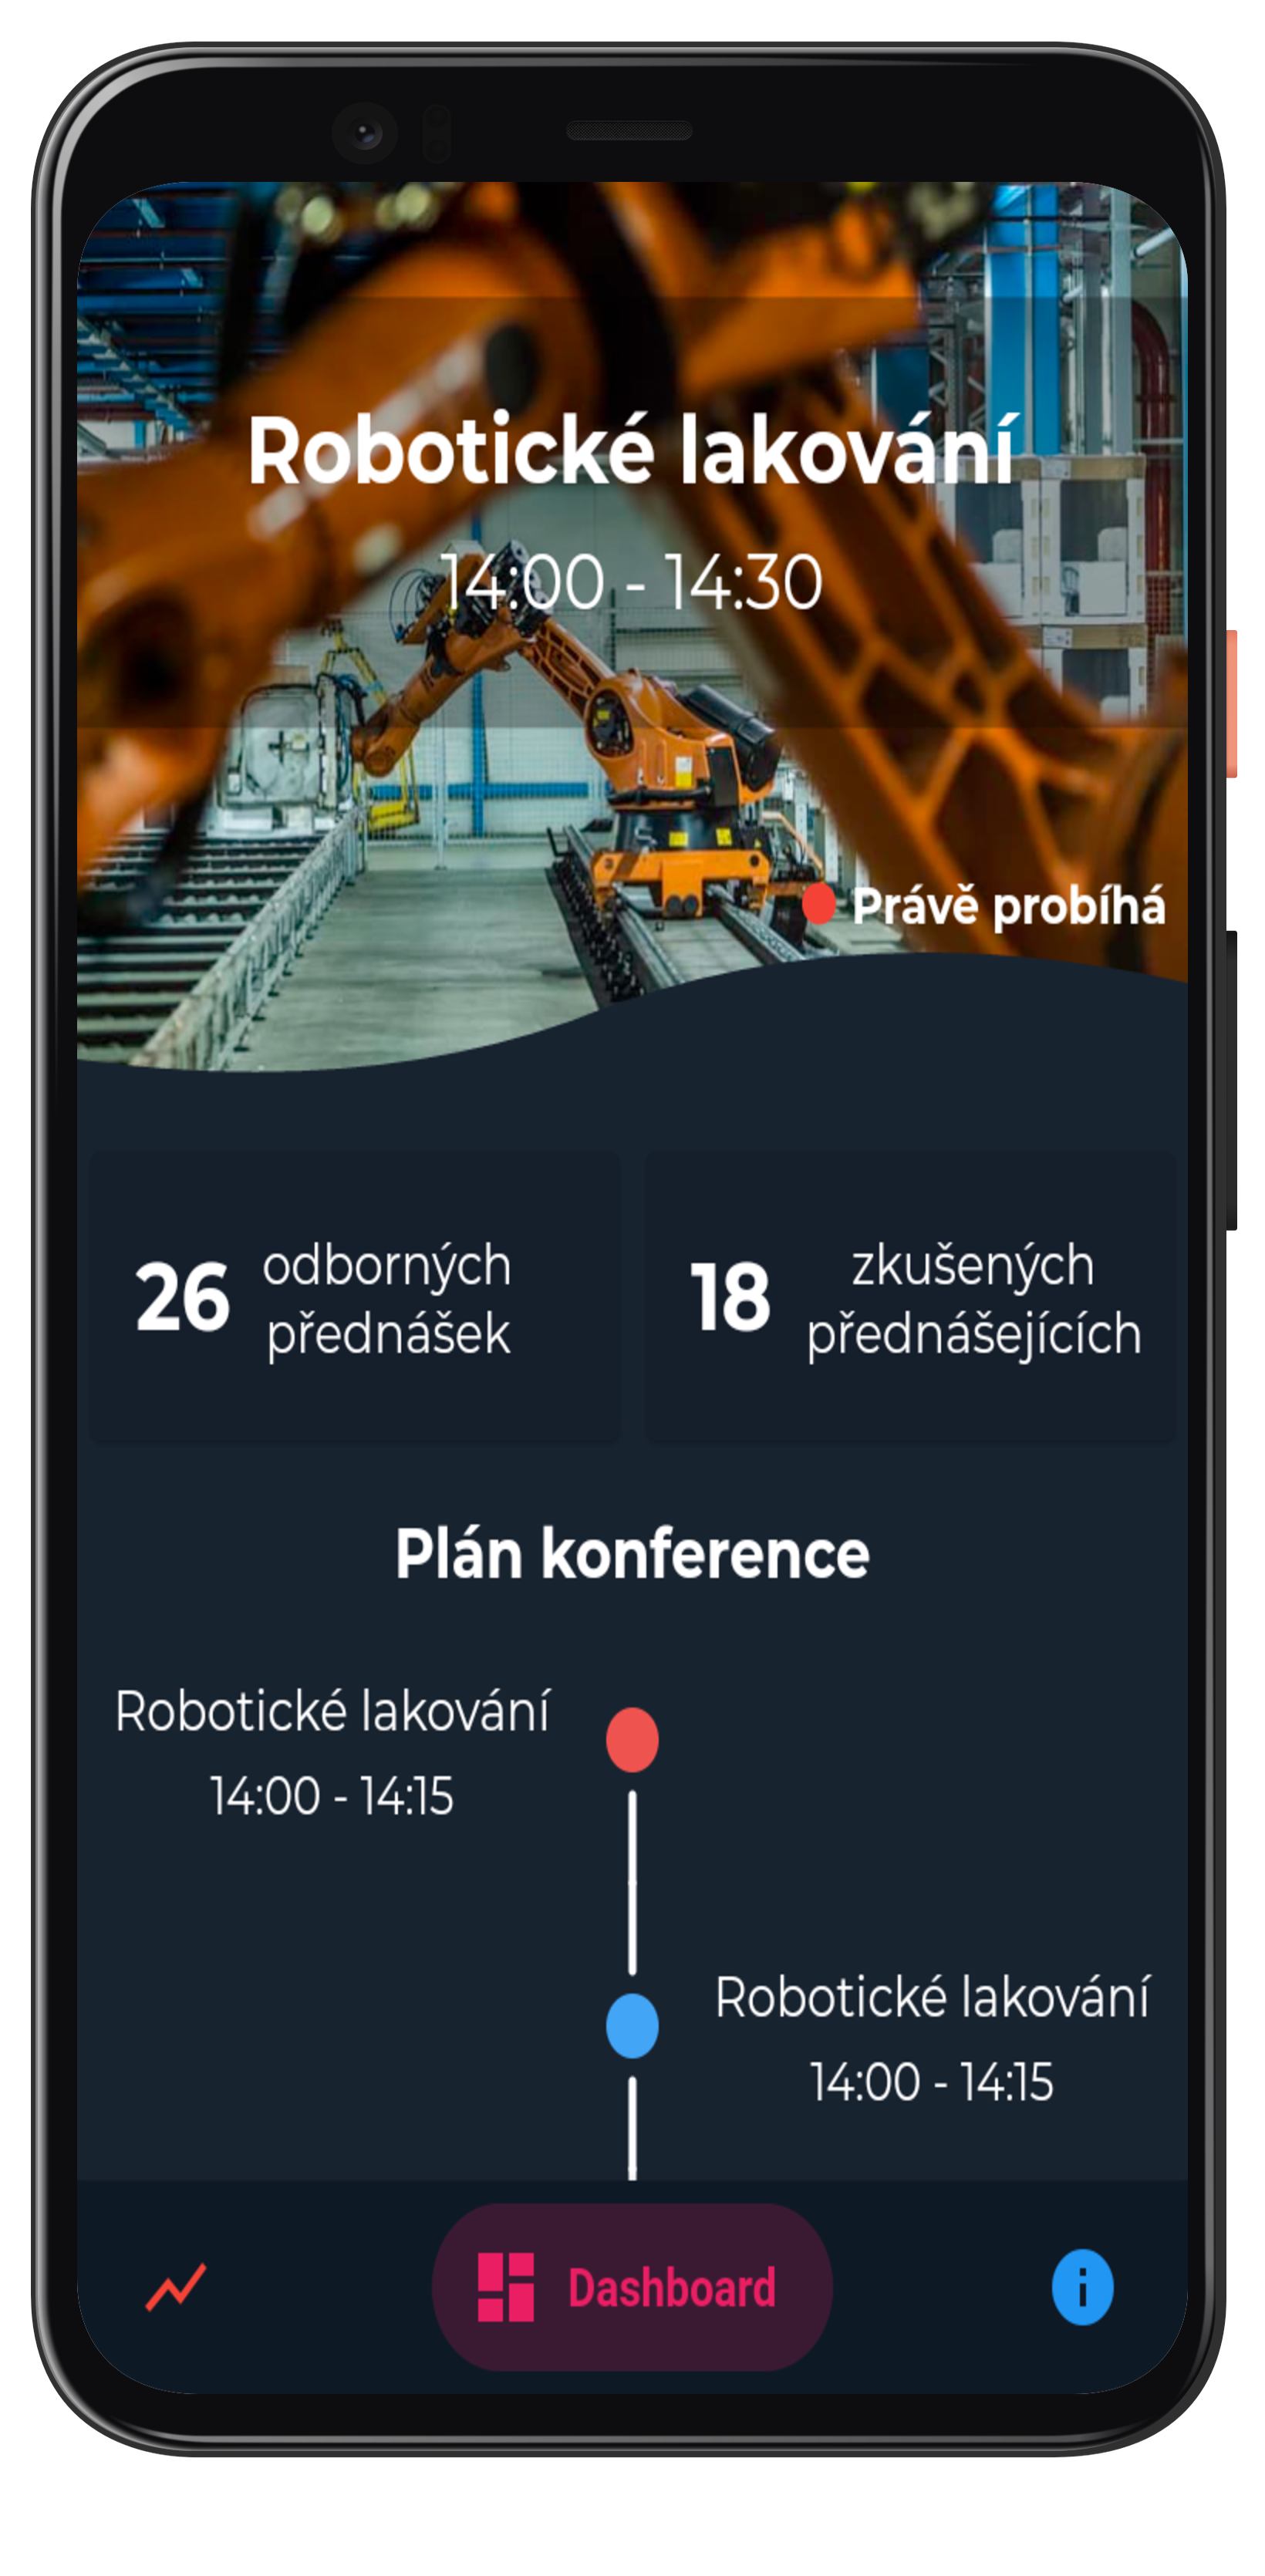 Robotické lakování
14:00 - 14:30
Právě probíhá
26 odborných přednášek
18 zkušených přednášejících
Plán konference
Robotické lakování
14:00 - 14:15
Robotické lakování
14:00 - 14:15
Dashboard